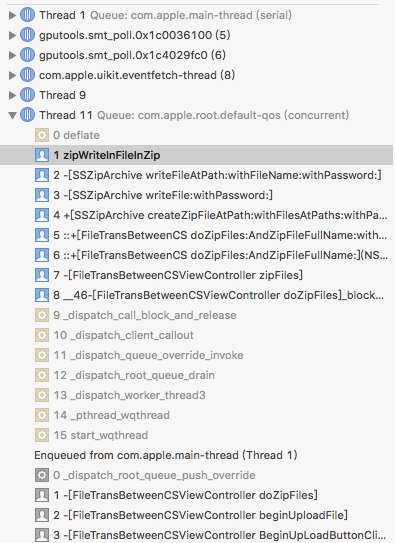 Thread 1 Queue: com.apple.main-thread (serial)
gputools.smt_poll.0x1c0036100 (5)
gputools.smt_poll.0x1c4029fc0 (6)
com.apple.uikit.eventfetch-thread (8)
Thread 9
Thread 11 Queue: com.apple.root.default-qos (concurrent)
0 deflate
1 zipWriteInFileInZip
2 -[SSZipArchive writeFileAtPath:withFileName:withPassword:]
3 -[SSZipArchive writeFile:withPassword:]
4 +[SSZipArchive createZipFileAtPath:withFilesAtPaths:withPa...
5 ::+[FileTransBetweenCS doZipFiles:AndZipFileFullName:with...
6 ::+[FileTransBetweenCS doZipFiles:AndZipFileFullName:](NS...
7 -[FileTransBetweenCSViewController zipFiles]
8 __46-[FileTransBetweenCSViewController doZipFiles]_block...
9 _dispatch_call_block_and_release
10 _dispatch_client_callout
11 _dispatch_queue_override_invoke
12 _dispatch_root_queue_drain
13 _dispatch_worker_thread3
14 _pthread_wqthread
15 start_wqthread
Enqueued from com.apple.main-thread (Thread 1)
0 _dispatch_root_queue_push_override
1 -[FileTransBetweenCSViewController doZipFiles]
2 -[FileTransBetweenCSViewController beginUploadFile]
3 -[FileTransBetweenCSViewController BeginUpLoadButtonCli...